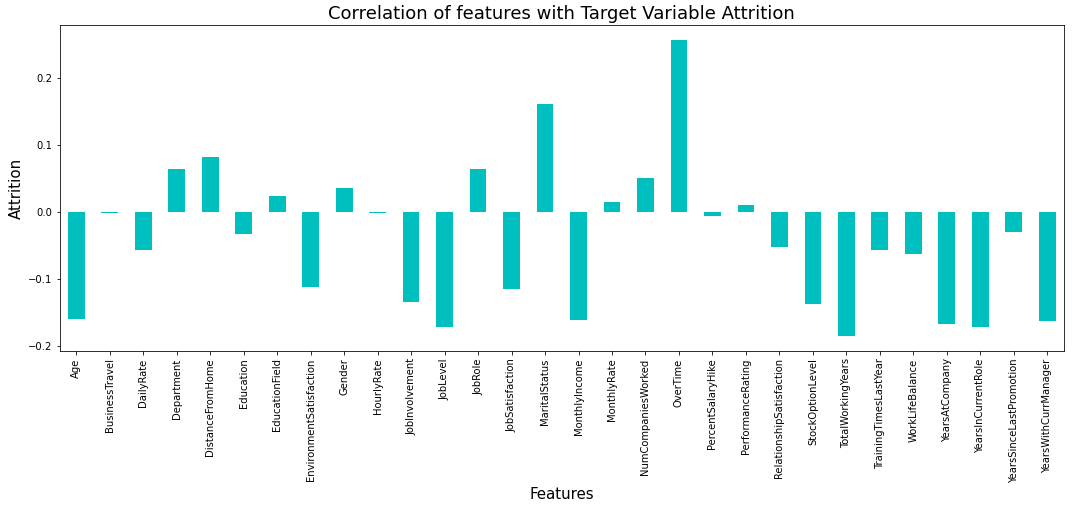 Correlation of features with Target Variable Attrition
Attrition
0.2
0.1
0.0
−0.1
−0.2
Age
BusinessTravel
DailyRate
Department
DistanceFromHome
Education
EducationField
EnvironmentSatisfaction
Gender
HourlyRate
JobInvolvement
JobLevel
JobRole
JobSatisfaction
MaritalStatus
MonthlyIncome
MonthlyRate
NumCompaniesWorked
OverTime
PercentSalaryHike
PerformanceRating
RelationshipSatisfaction
StockOptionLevel
TotalWorkingYears
TrainingTimesLastYear
WorkLifeBalance
YearsAtCompany
YearsInCurrentRole
YearsSinceLastPromotion
YearsWithCurrManager
Features